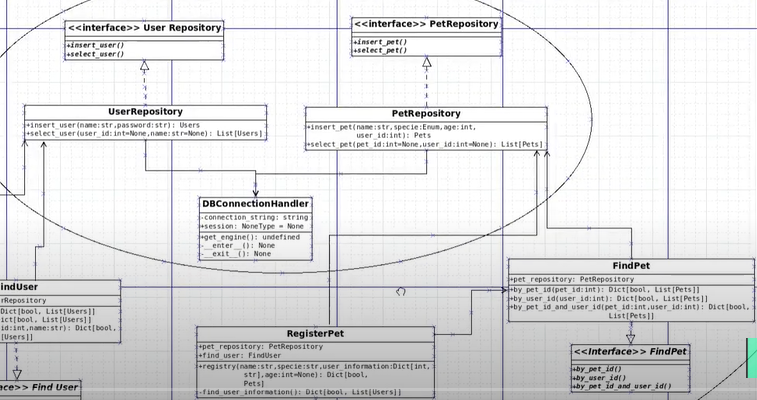 <<interface>> User Repository
+insert_user()
+select_user()
<<interface>> PetRepository
+insert_pet()
+select_pet()
UserRepository
+insert_user(name:str,password:str): Users
+select_user(user_id:int=None,name:str=None): List[Users]
PetRepository
+insert_pet(name:str,specie:Enum,age:int,
user_id:int): Pets
+select_pet(pet_id:int=None,user_id:int=None): List[Pets]
DBConnectionHandler
-connection_string: string
+session: NoneType = None
+get_engine(): undefined
-__enter__(): None
-__exit__(): None
indUser
rRepository
Dict[bool, List[Users]]
ict[bool, List[Users]]
id:int,name:str): Dict[bool,
[Users]]
ace>> Find User
RegisterPet
+pet_repository: PetRepository
+find_user: FindUser
+registry(name:str,specie:str,user_information:Dict[int,
str],age:int=None): Dict[bool,
Pets]
-find_user_information(): Dict[bool, List[Users]]
FindPet
+pet_repository: PetRepository
+by_pet_id(pet_id:int): Dict[bool, List[Pets]]
+by_user_id(user_id:int): Dict[bool, List[Pets]]
+by_pet_id_and_user_id(pet_id:int,user_id:int): Dict[bool,
List[Pets]]
<<Interface>> FindPet
+by_pet_id()
+by_user_id()
+by_pet_id_and_user_id()